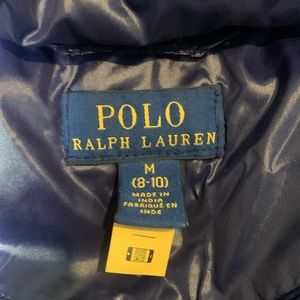 POLO
RALPH LAUREN
M
(8-10)
MADE IN
INDIA
FABRIQUÉ EN
INDE